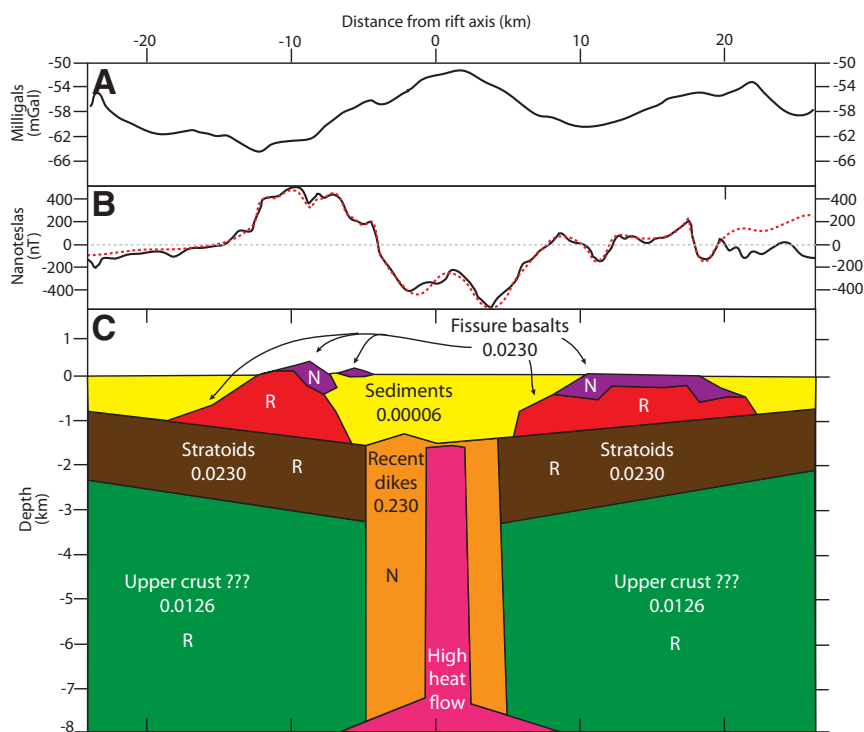 Distance from rift axis (km)
-20 -10 0 10 20
A
Milligals
(mGal)
-50
-54
-58
-62
-66
-50
-54
-58
-62
-66
B
Nanoteslas
(nT)
400
200
0
-200
-400
400
200
0
-200
-400
C
Depth
(km)
1
0
-1
-2
-3
-4
-5
-6
-7
-8
Fissure basalts
0.0230
N
R
Sediments
0.00006
N
R
Stratoids
0.0230
R
Recent
dikes
0.230
N
R
Stratoids
0.0230
Upper crust ???
0.0126
R
High
heat
flow
Upper crust ???
0.0126
R